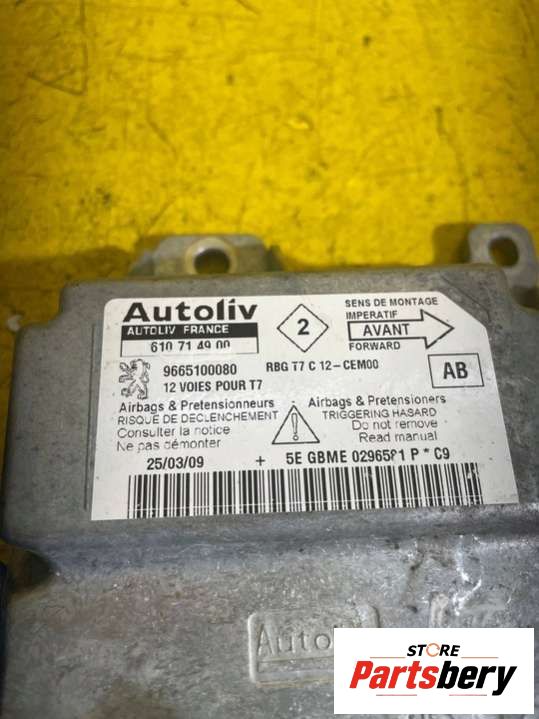 Autoliv
AUTOLIV FRANCE
610 71 49 00
2
SENS DE MONTAGE
IMPERATIF
AVANT
FORWARD
9665100080
RBG T7 C 12-CEM00
12 VOIES POUR T7
AB
Airbags & Pretensionneurs
RISQUE DE DECLENCHEMENT
Consulter la notice
Ne pas démonter
Airbags & Pretensioners
TRIGGERING HASARD
Do not remove
Read manual
25/03/09 + 5E GBME 0296581 P * C9
Autoliv
STORE
Partsbery